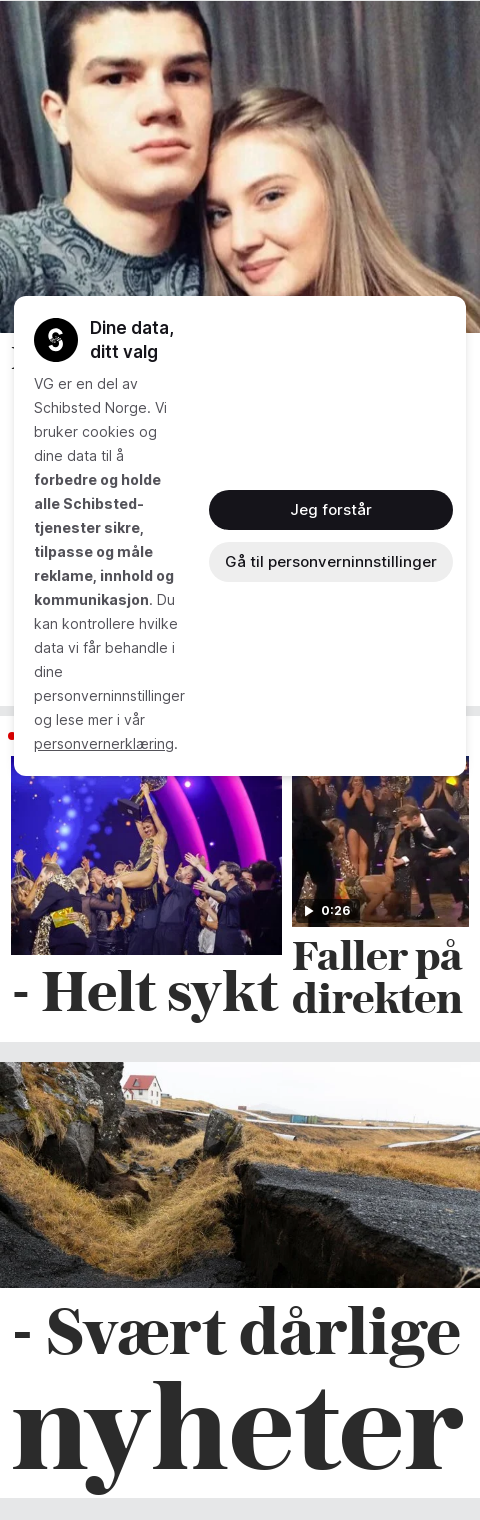 Dine data,
ditt valg
VG er en del av
Schibsted Norge. Vi
bruker cookies og
dine data til å
forbedre og holde
alle Schibsted-
tjenester sikre,
tilpasse og måle
reklame, innhold og
kommunikasjon. Du
kan kontrollere hvilke
data vi får behandle i
dine
personverninnstillinger
og lese mer i vår
personvernerklæring.
Jeg forstår
Gå til personverninnstillinger
0:26
- Helt sykt
Faller på
direkten
- Svært dårlige
nyheter